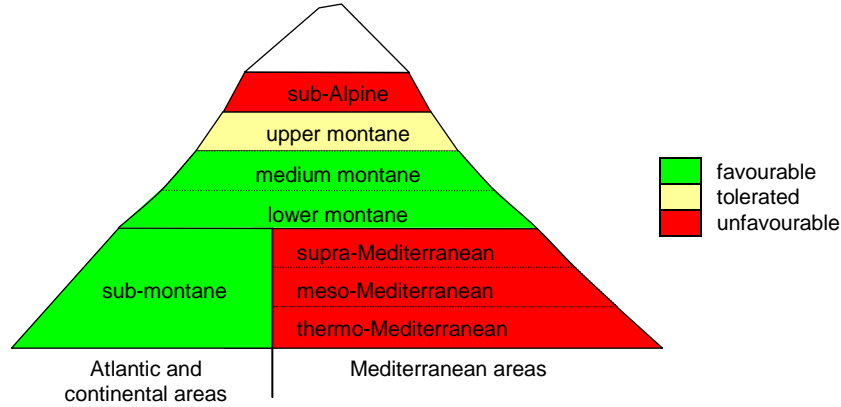 sub-Alpine
upper montane
medium montane
lower montane
sub-montane
supra-Mediterranean
meso-Mediterranean
thermo-Mediterranean
Atlantic and
continental areas
Mediterranean areas
favourable
tolerated
unfavourable